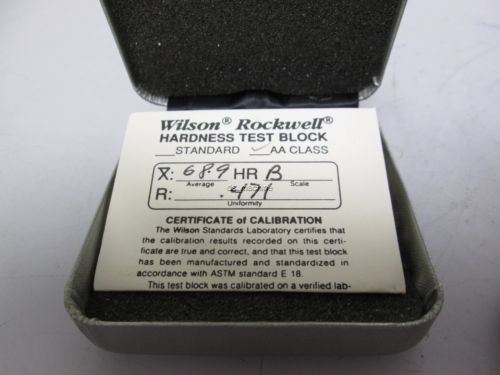 Wilson® Rockwell®
HARDNESS TEST BLOCK
STANDARD ✓ AA CLASS
X̄: 68.9 HR B
Average Scale
R: .471
Uniformity
CERTIFICATE of CALIBRATION
The Wilson Standards Laboratory certifies that
the calibration results recorded on this certi-
ficate are true and correct, and that this test block
has been manufactured and standardized in
accordance with ASTM standard E 18.
This test block was calibrated on a verified lab-